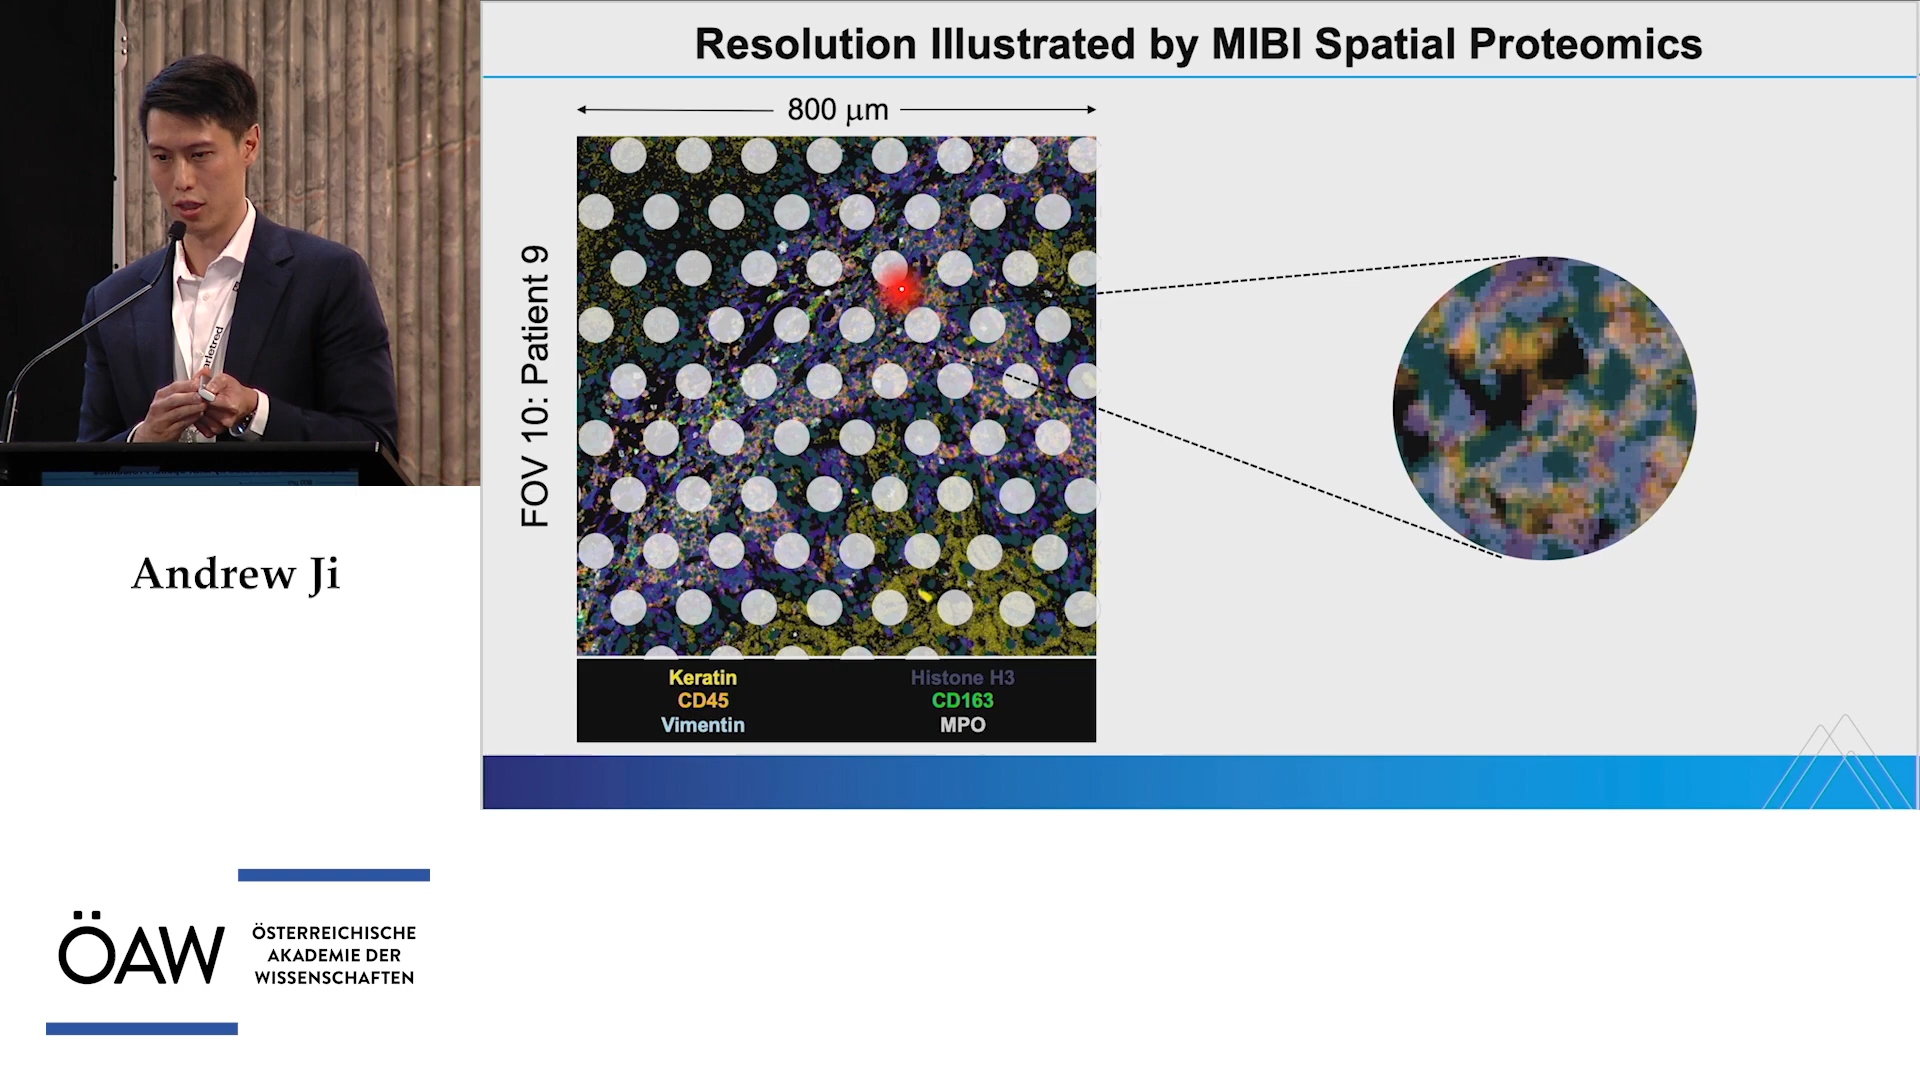 Resolution Illustrated by MIBI Spatial Proteomics
800 μm
FOV 10: Patient 9
Keratin
CD45
Vimentin
Histone H3
CD163
MPO
Andrew Ji
ÖAW
ÖSTERREICHISCHE
AKADEMIE DER
WISSENSCHAFTEN